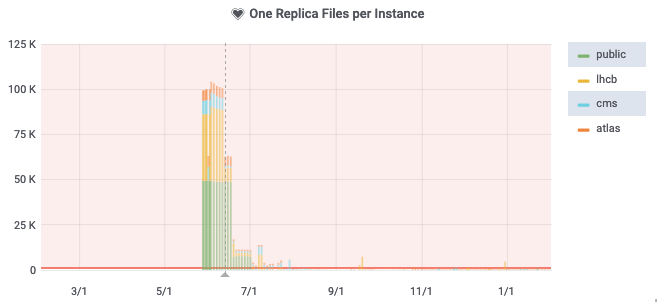 One Replica Files per Instance
125 K
100 K
75 K
50 K
25 K
0
3/1
5/1
7/1
9/1
11/1
1/1
public
lhcb
cms
atlas